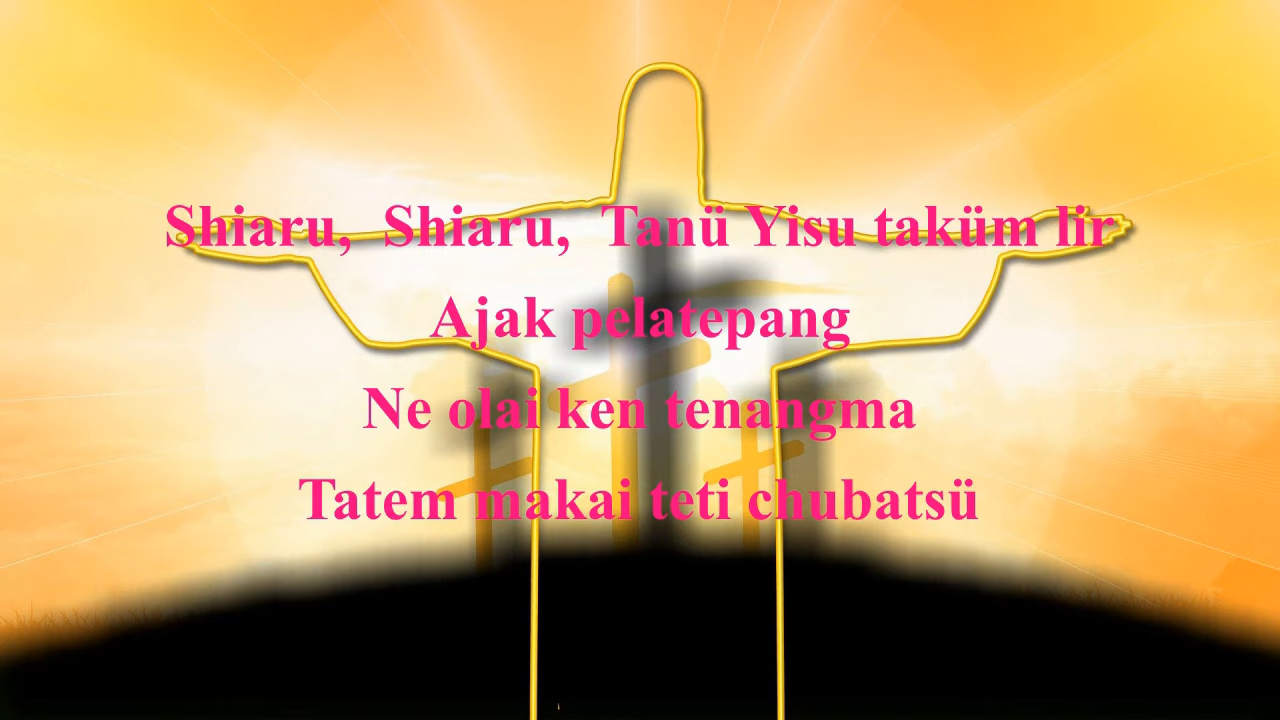 Shiaru, Shiaru, Tanü Yisu taküm lir
Ajak pelatepang
Ne olai ken tenangma
Tatem makai teti chubatsü